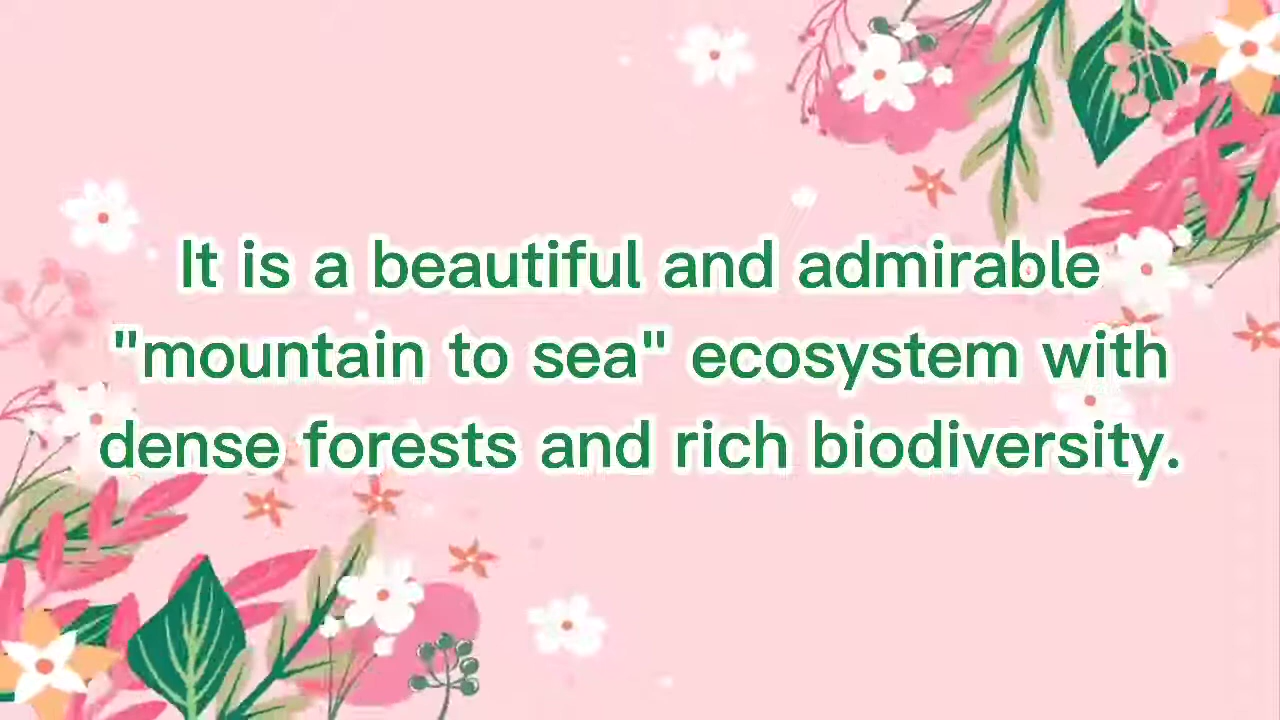 It is a beautiful and admirable
"mountain to sea" ecosystem with
dense forests and rich biodiversity.